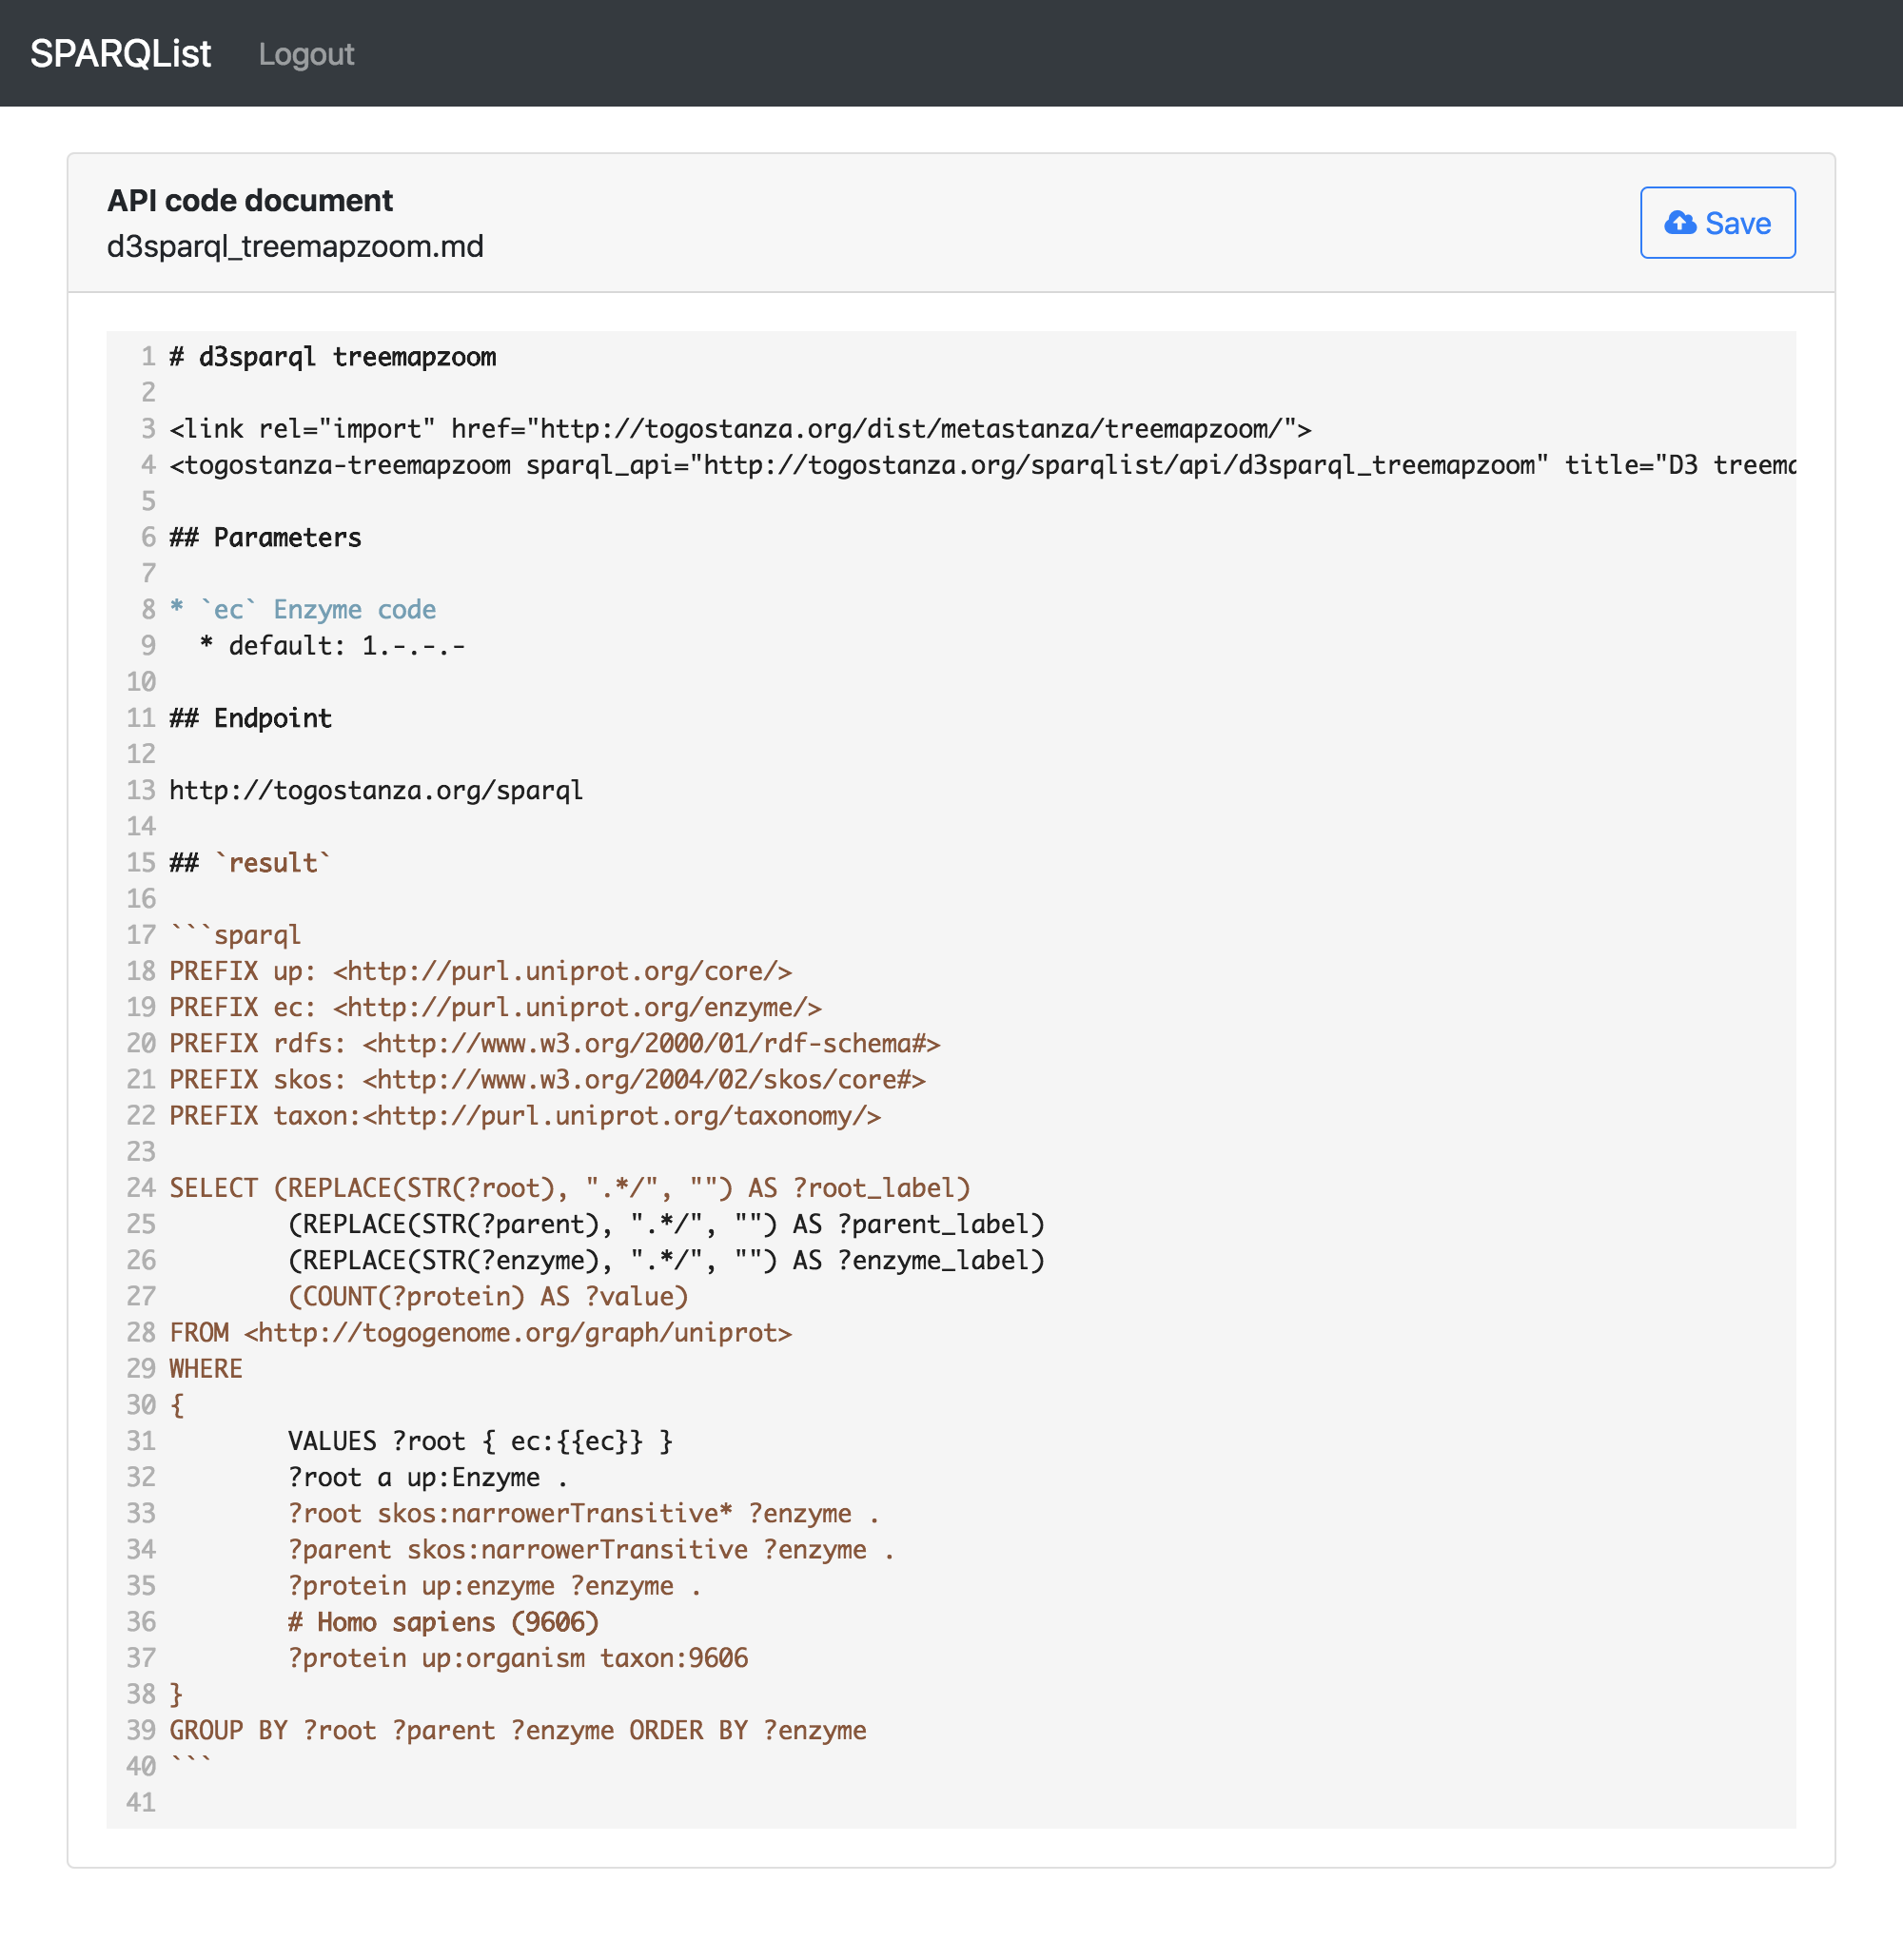 SPARQList Logout
API code document
d3sparql_treemapzoom.md
Save
1 # d3sparql treemapzoom
2
3 <link rel="import" href="http://togostanza.org/dist/metastanza/treemapzoom/">
4 <togostanza-treemapzoom sparql_api="http://togostanza.org/sparqlist/api/d3sparql_treemapzoom" title="D3
5
6 ## Parameters
7
8 * `ec` Enzyme code
9   * default: 1.-.-.-
10
11 ## Endpoint
12
13 http://togostanza.org/sparql
14
15 ## `result`
16
17 ```sparql
18 PREFIX up: <http://purl.uniprot.org/core/>
19 PREFIX ec: <http://purl.uniprot.org/enzyme/>
20 PREFIX rdfs: <http://www.w3.org/2000/01/rdf-schema#>
21 PREFIX skos: <http://www.w3.org/2004/02/skos/core#>
22 PREFIX taxon:<http://purl.uniprot.org/taxonomy/>
23
24 SELECT (REPLACE(STR(?root), ".*/", "") AS ?root_label)
25         (REPLACE(STR(?parent), ".*/", "") AS ?parent_label)
26         (REPLACE(STR(?enzyme), ".*/", "") AS ?enzyme_label)
27         (COUNT(?protein) AS ?value)
28 FROM <http://togogenome.org/graph/uniprot>
29 WHERE
30 {
31         VALUES ?root { ec:{{ec}} }
32         ?root a up:Enzyme .
33         ?root skos:narrowerTransitive* ?enzyme .
34         ?parent skos:narrowerTransitive ?enzyme .
35         ?protein up:enzyme ?enzyme .
36         # Homo sapiens (9606)
37         ?protein up:organism taxon:9606
38 }
39 GROUP BY ?root ?parent ?enzyme ORDER BY ?enzyme
40 ```
41